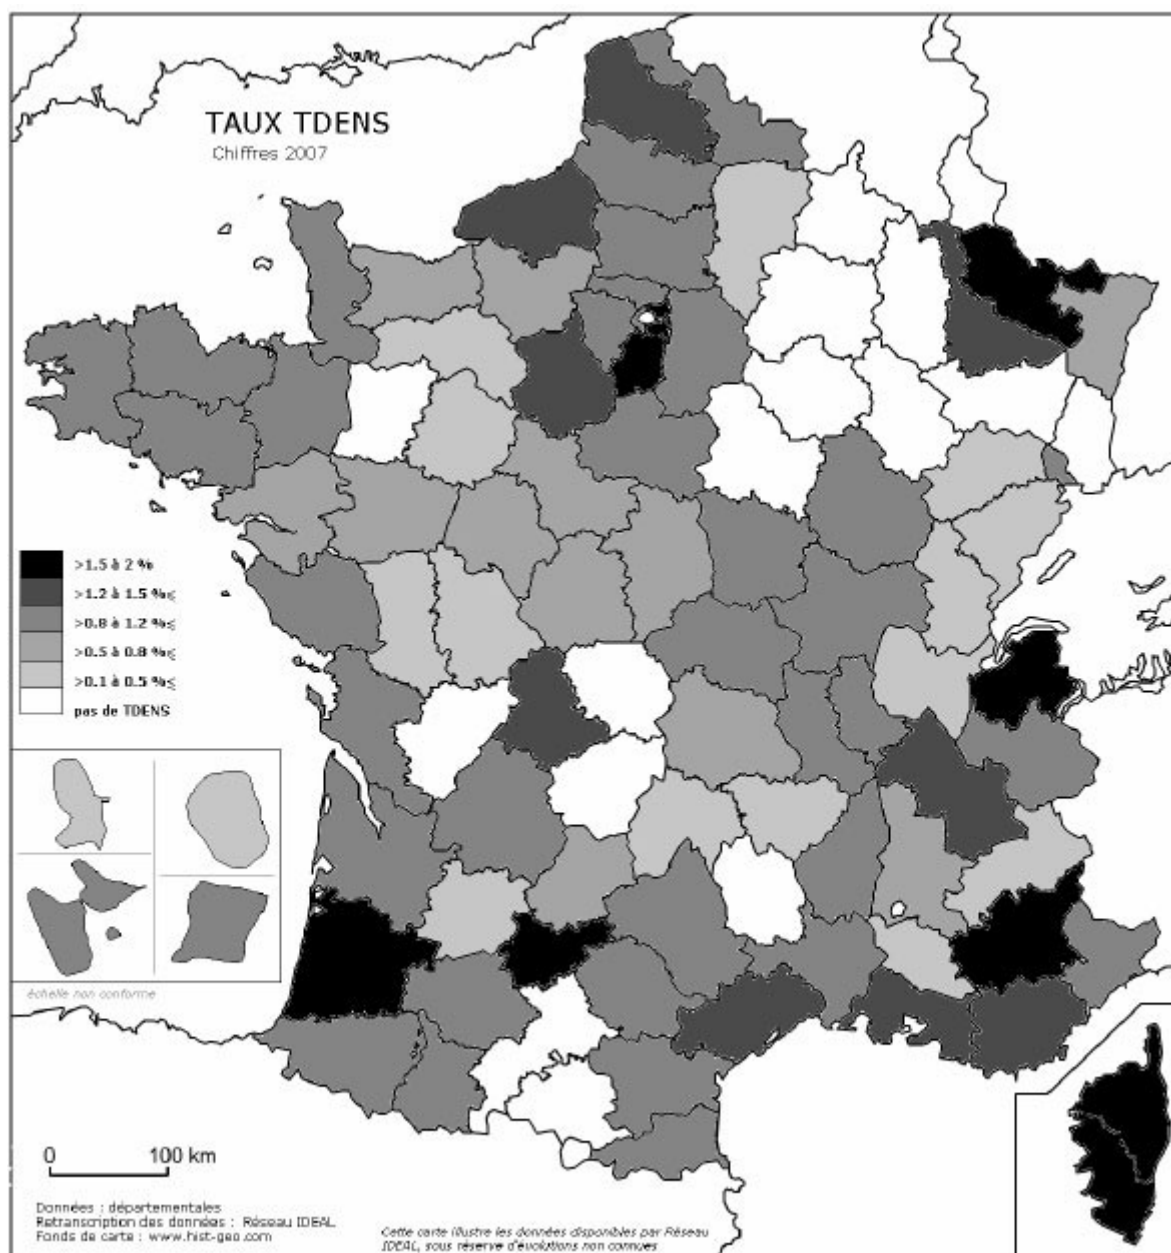 TAUX TDENS
Chiffres 2007
>1.5 à 2 %
>1.2 à 1.5 %≤
>0.8 à 1.2 %≤
>0.5 à 0.8 %≤
>0.1 à 0.5 %≤
pas de TDENS
échelle non conforme
0 100 km
Données : départementales
Retranscription des données : Réseau IDEAL
Fonds de carte : www.hist-geo.com
Cette carte illustre les données disponibles par Réseau
IDEAL, sous réserve d'évolutions non connues